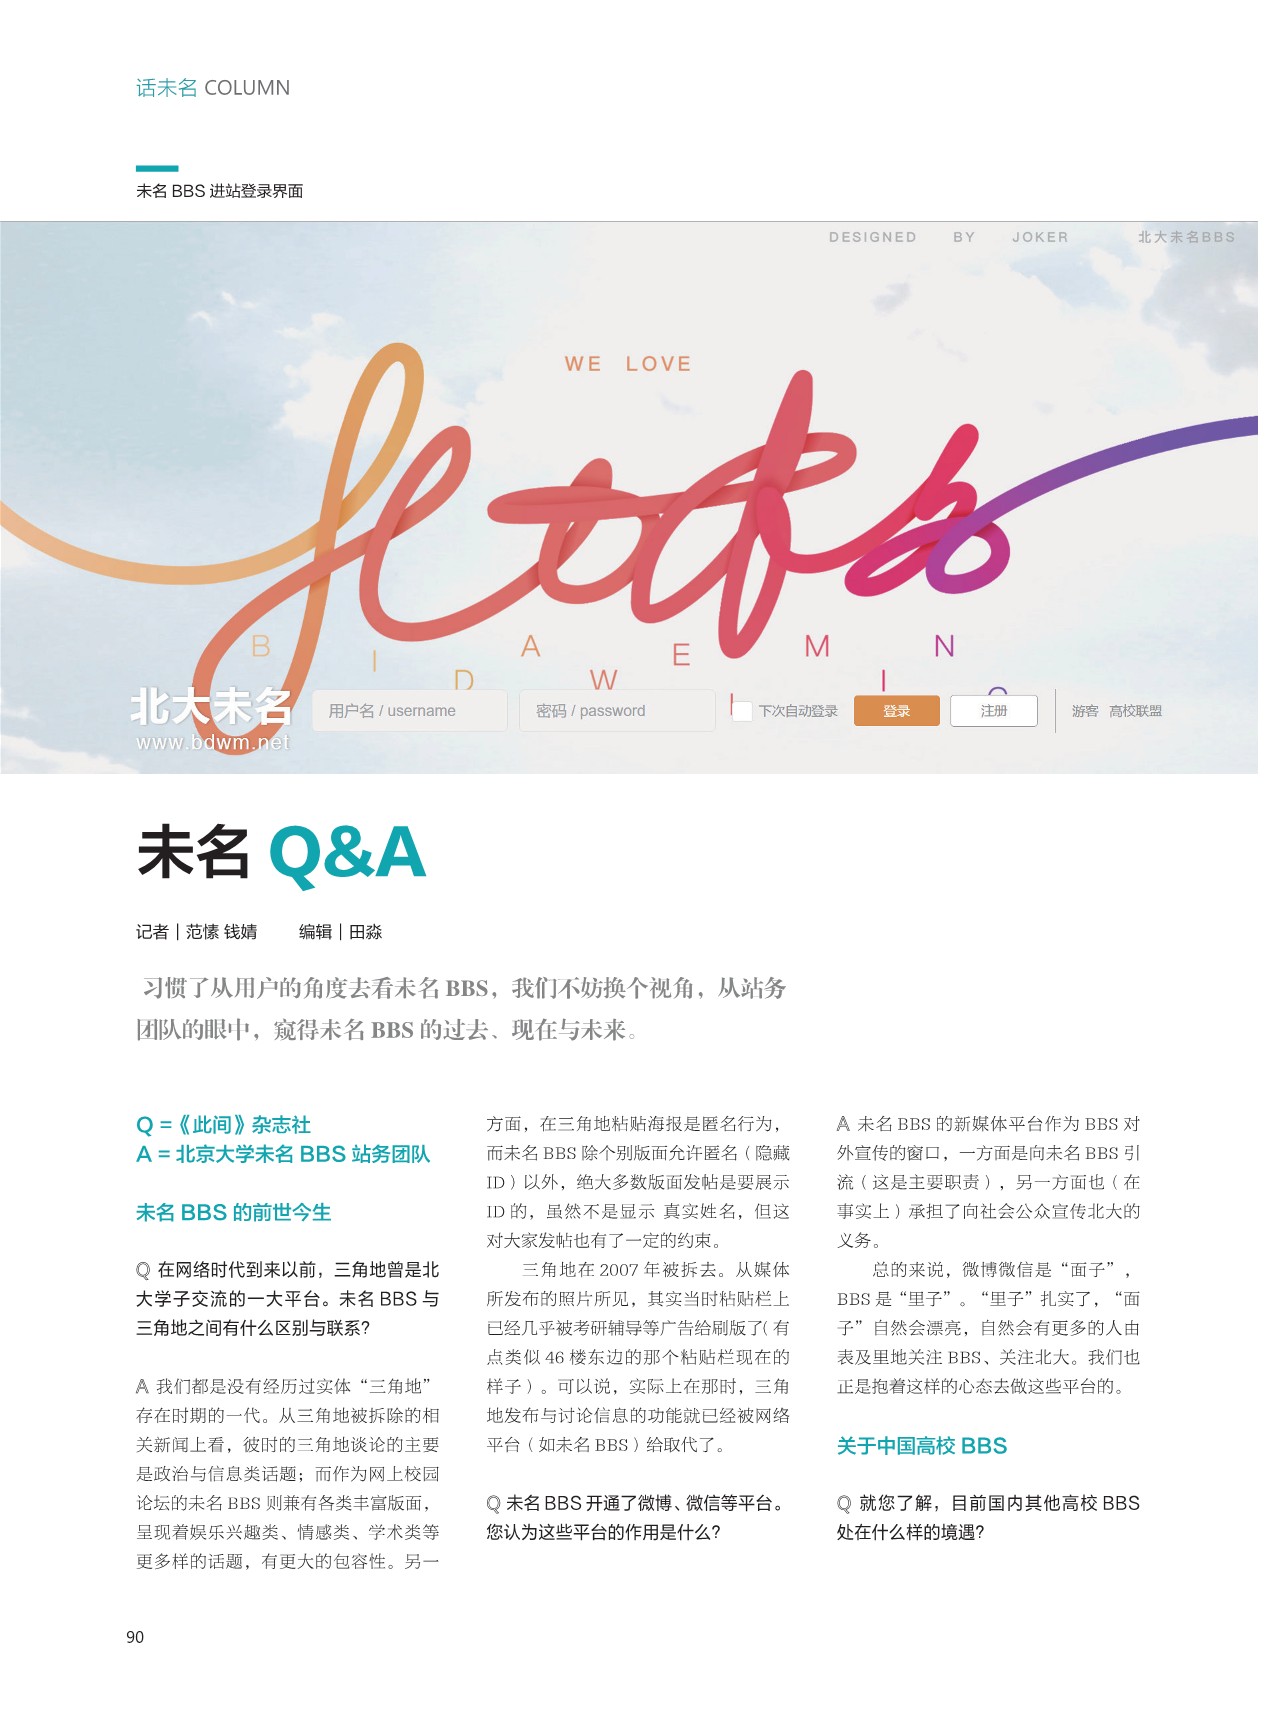 话未名 COLUMN
未名 BBS 进站登录界面
DESIGNED BY JOKER 北大未名BBS
WE LOVE
B I D A W E M I N
北大未名
www.bdwm.net
用户名 / username
密码 / password
下次自动登录
登录
注册
游客 高校联盟
未名 Q&A
记者｜范愫 钱婧 编辑｜田淼
习惯了从用户的角度去看未名 BBS，我们不妨换个视角，从站务
团队的眼中，窥得未名 BBS 的过去、现在与未来。
Q =《此间》杂志社
A = 北京大学未名 BBS 站务团队
未名 BBS 的前世今生
Q 在网络时代到来以前，三角地曾是北
大学子交流的一大平台。未名 BBS 与
三角地之间有什么区别与联系？
A 我们都是没有经历过实体“三角地”
存在时期的一代。从三角地被拆除的相
关新闻上看，彼时的三角地谈论的主要
是政治与信息类话题；而作为网上校园
论坛的未名 BBS 则兼有各类丰富版面，
呈现着娱乐兴趣类、情感类、学术类等
更多样的话题，有更大的包容性。另一
方面，在三角地粘贴海报是匿名行为，
而未名 BBS 除个别版面允许匿名（隐藏
ID）以外，绝大多数版面发帖是要展示
ID 的，虽然不是显示 真实姓名，但这
对大家发帖也有了一定的约束。
三角地在 2007 年被拆去。从媒体
所发布的照片所见，其实当时粘贴栏上
已经几乎被考研辅导等广告给刷版了（有
点类似 46 楼东边的那个粘贴栏现在的
样子）。可以说，实际上在那时，三角
地发布与讨论信息的功能就已经被网络
平台（如未名 BBS）给取代了。
Q 未名 BBS 开通了微博、微信等平台。
您认为这些平台的作用是什么？
A 未名 BBS 的新媒体平台作为 BBS 对
外宣传的窗口，一方面是向未名 BBS 引
流（这是主要职责），另一方面也（在
事实上）承担了向社会公众宣传北大的
义务。
总的来说，微博微信是“面子”，
BBS 是“里子”。“里子”扎实了，“面
子”自然会漂亮，自然会有更多的人由
表及里地关注 BBS、关注北大。我们也
正是抱着这样的心态去做这些平台的。
关于中国高校 BBS
Q 就您了解，目前国内其他高校 BBS
处在什么样的境遇？
90